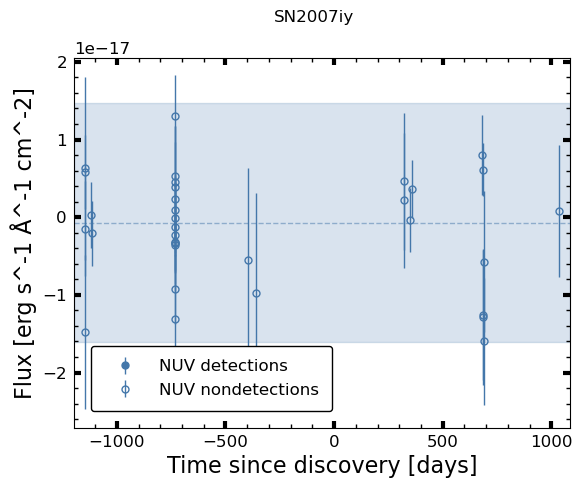 SN2007iy
1e−17
2
1
0
−1
−2
Flux [erg s^-1 Å^-1 cm^-2]
NUV detections
NUV nondetections
−1000 −500 0 500 1000
Time since discovery [days]